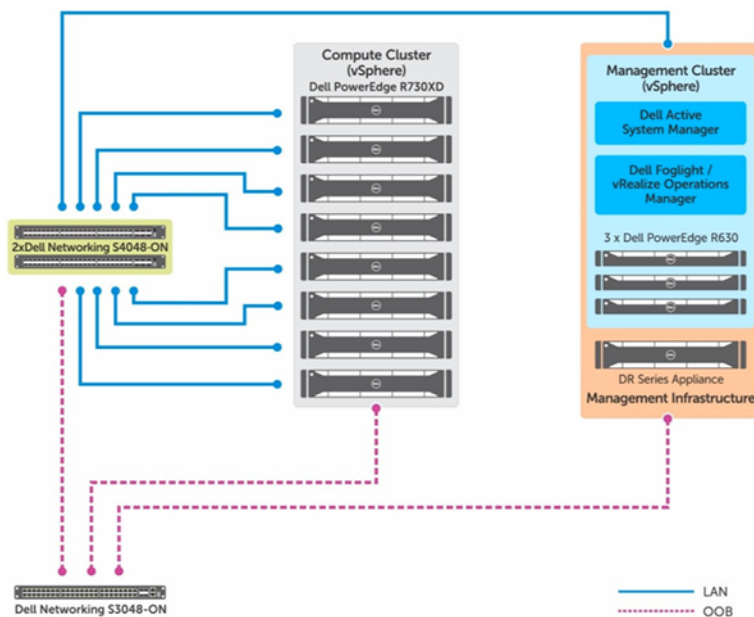 Compute Cluster
(vSphere)
Dell PowerEdge R730XD
Management Cluster
(vSphere)
Dell Active
System Manager
Dell Foglight /
vRealize Operations
Manager
3 x Dell PowerEdge R630
2xDell Networking S4048-ON
DR Series Appliance
Management Infrastructure
Dell Networking S3048-ON
LAN
OOB